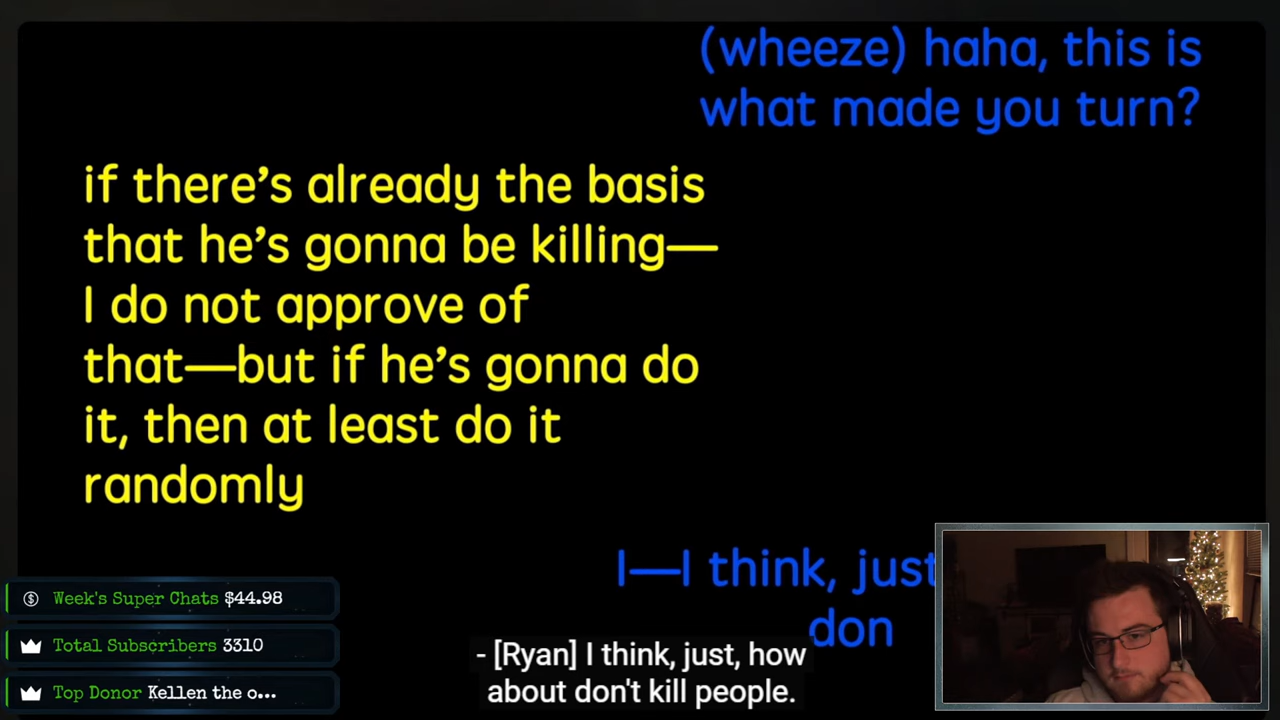 (wheeze) haha, this is
what made you turn?
if there's already the basis
that he's gonna be killing—
I do not approve of
that—but if he's gonna do
it, then at least do it
randomly
I—I think, just
don
- [Ryan] I think, just, how
about don't kill people.
Week's Super Chats $44.98
Total Subscribers 3310
Top Donor Kellen the o...